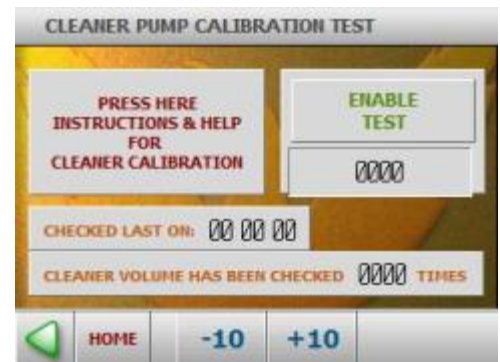 CLEANER PUMP CALIBRATION TEST
PRESS HERE
INSTRUCTIONS & HELP
FOR
CLEANER CALIBRATION
ENABLE
TEST
0000
CHECKED LAST ON: 00 00 00
CLEANER VOLUME HAS BEEN CHECKED 0000 TIMES
HOME -10 +10